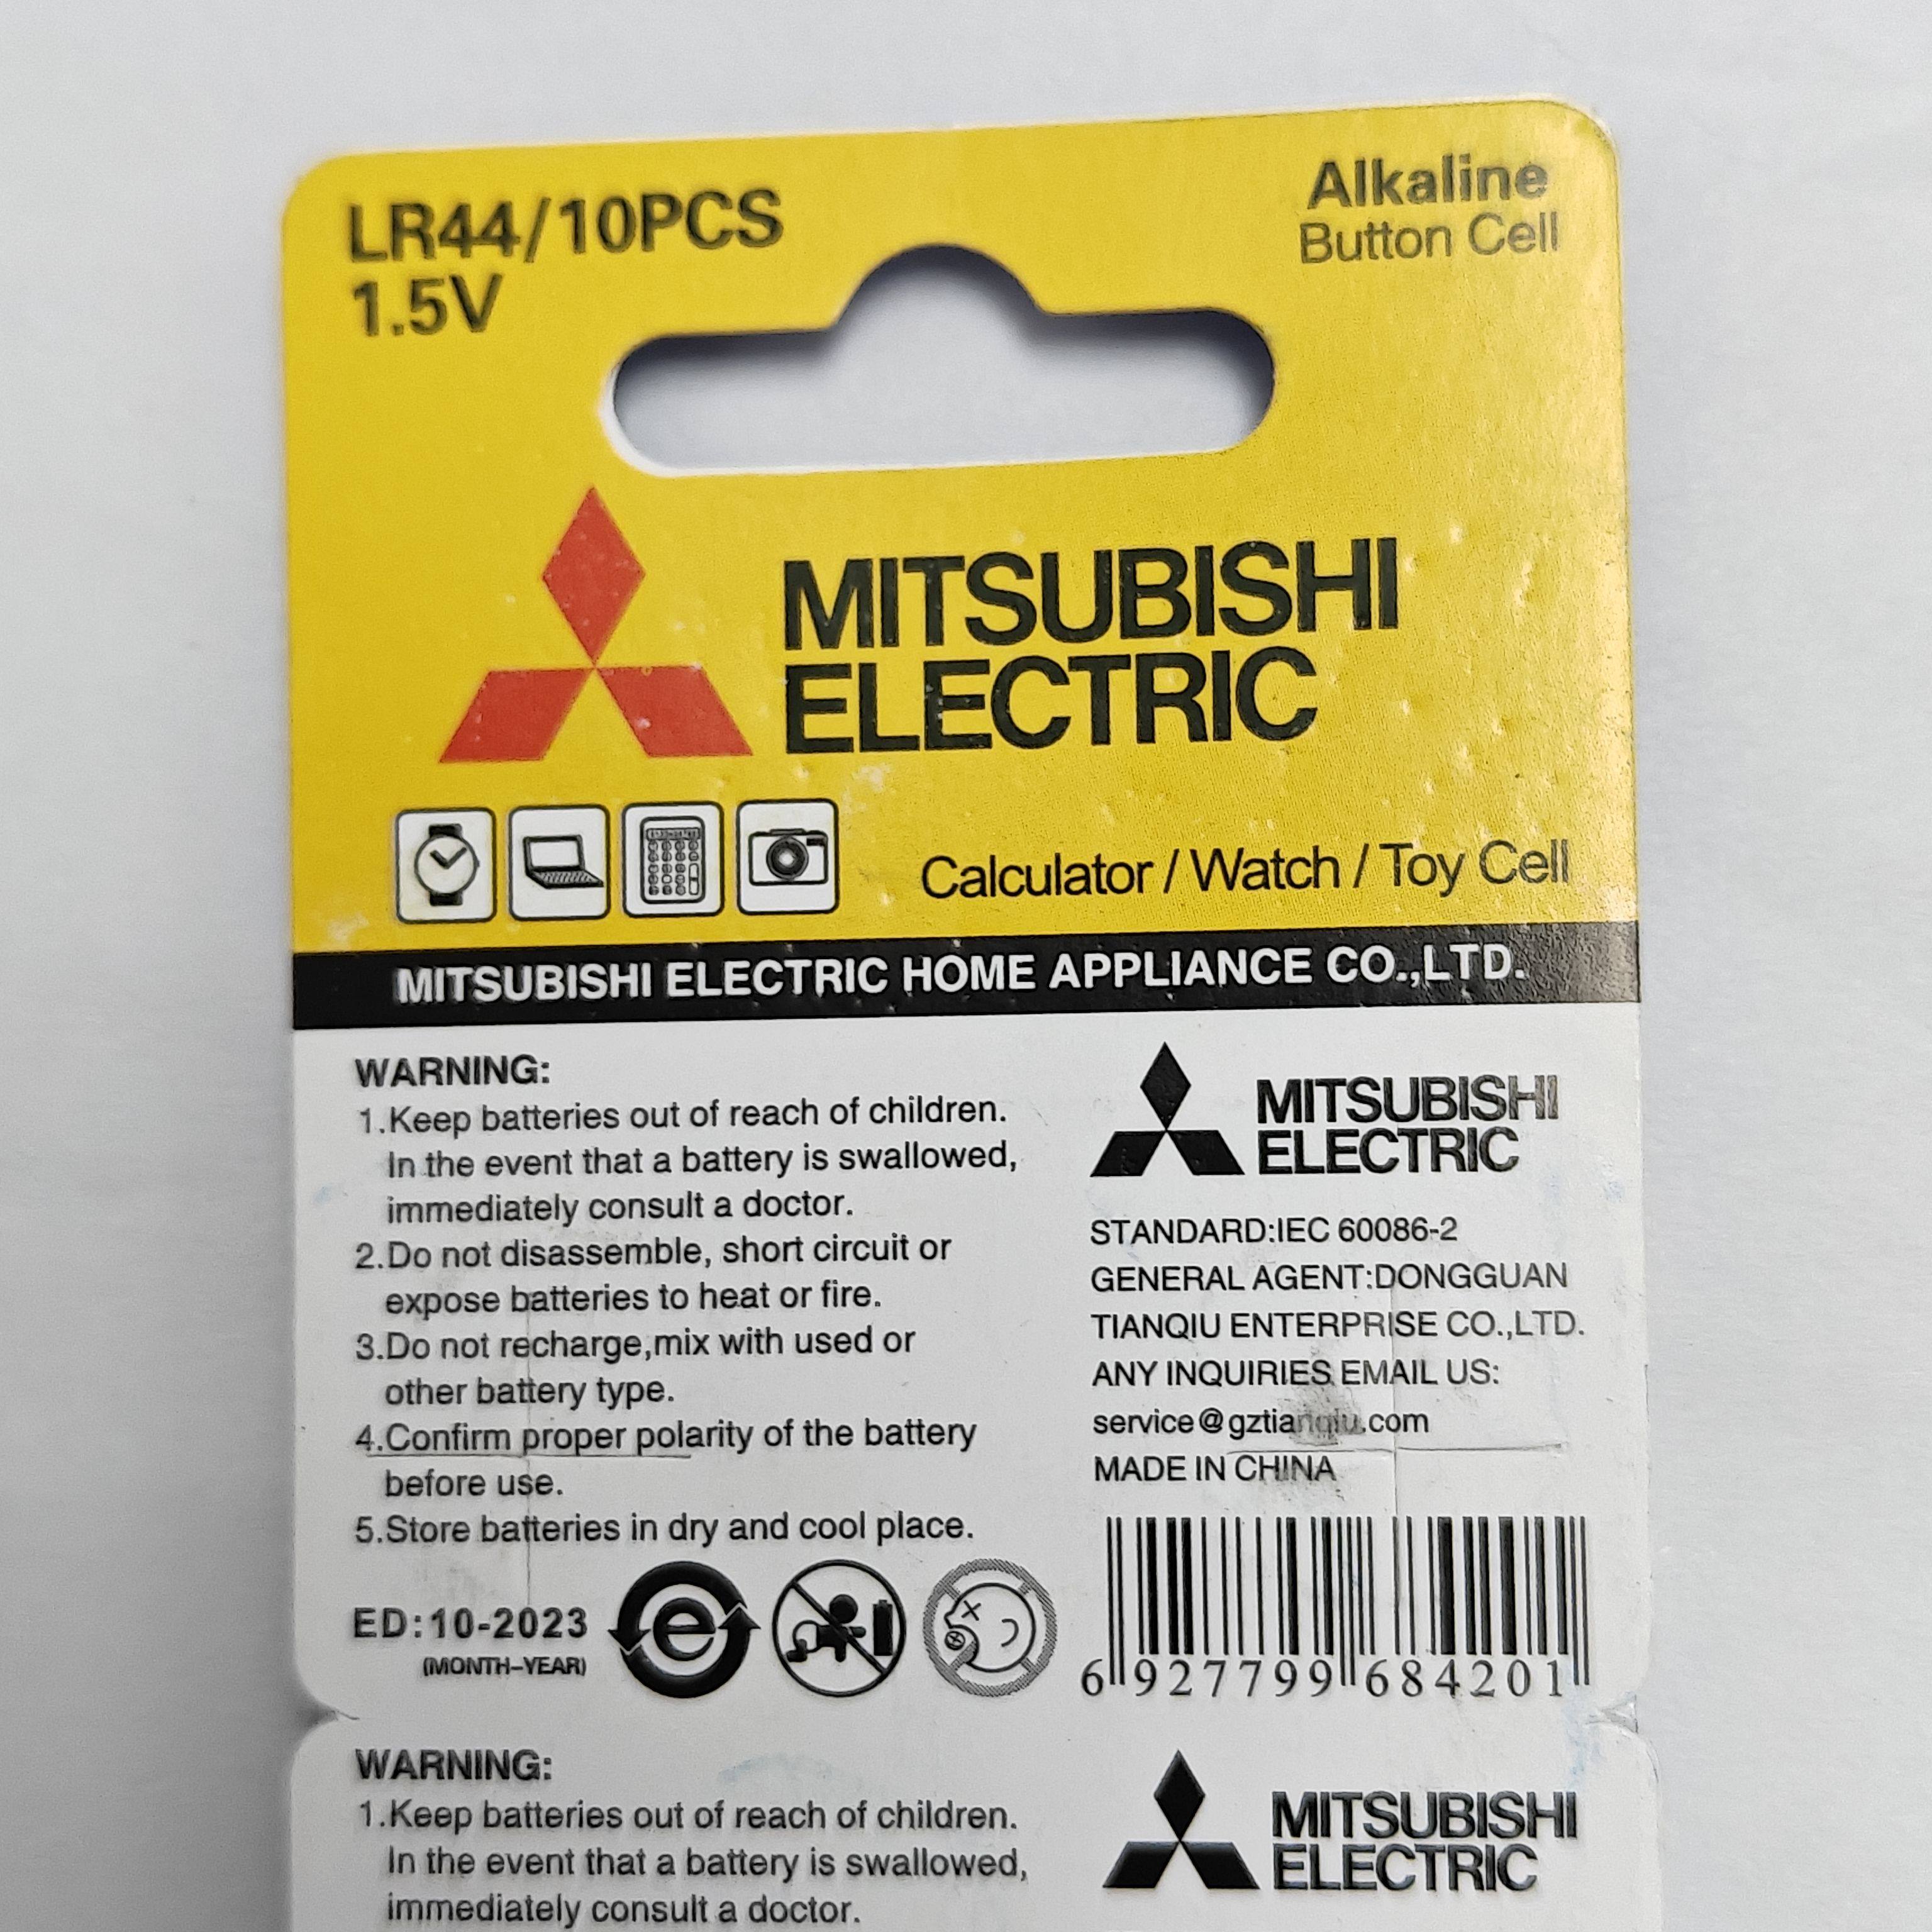 LR44/10PCS
1.5V
Alkaline
Button Cell
MITSUBISHI
ELECTRIC
Calculator / Watch / Toy Cell
MITSUBISHI ELECTRIC HOME APPLIANCE CO.,LTD.
WARNING:
1.Keep batteries out of reach of children.
In the event that a battery is swallowed,
immediately consult a doctor.
2.Do not disassemble, short circuit or
expose batteries to heat or fire.
3.Do not recharge,mix with used or
other battery type.
4.Confirm proper polarity of the battery
before use.
5.Store batteries in dry and cool place.
ED:10-2023
(MONTH-YEAR)
e
MITSUBISHI
ELECTRIC
STANDARD:IEC 60086-2
GENERAL AGENT:DONGGUAN
TIANQIU ENTERPRISE CO.,LTD.
ANY INQUIRIES EMAIL US:
service@gztianqiu.com
MADE IN CHINA
6 927799 684201
WARNING:
1.Keep batteries out of reach of children.
In the event that a battery is swallowed,
immediately consult a doctor.
MITSUBISHI
ELECTRIC